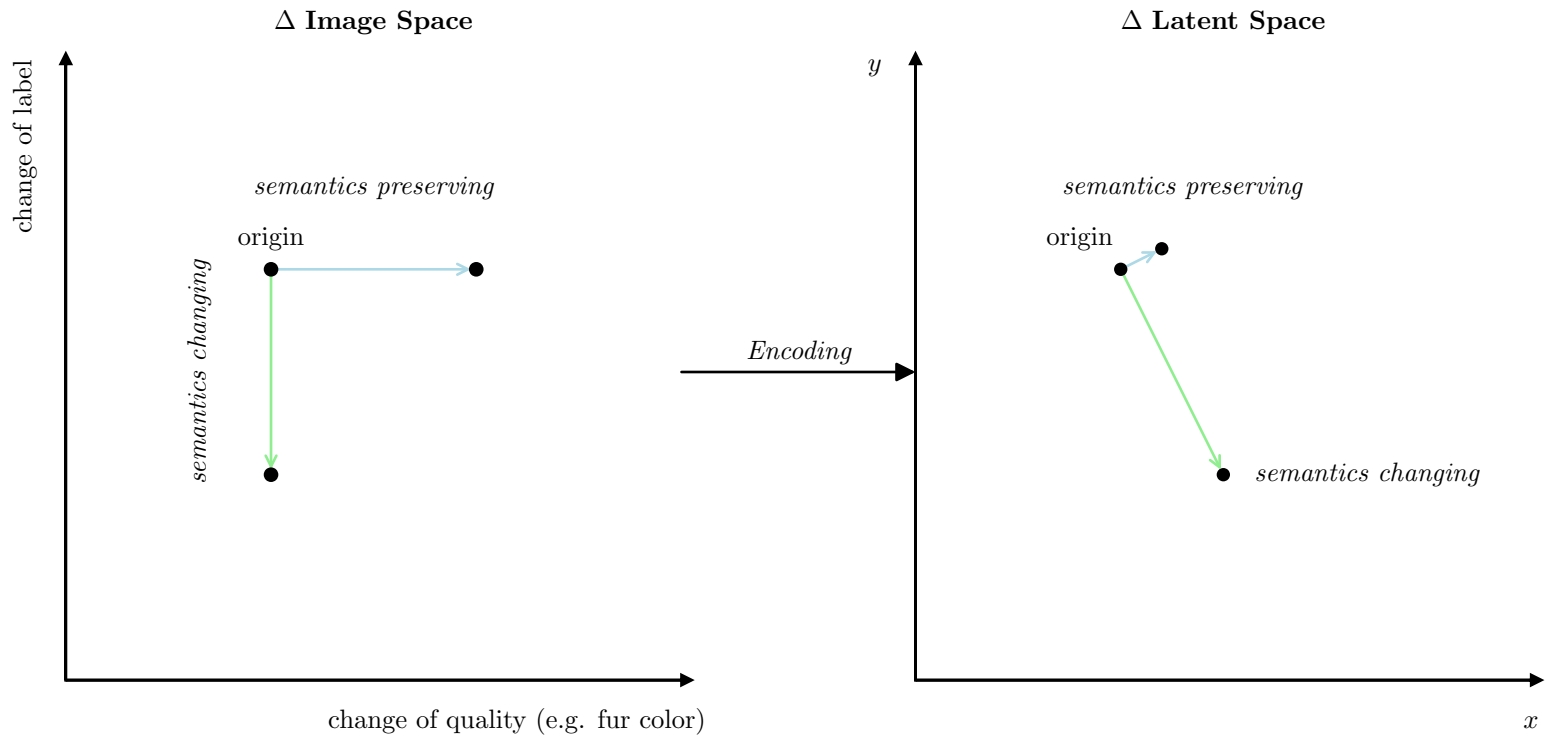 Δ Image Space
change of label
semantics preserving
origin
semantics changing
change of quality (e.g. fur color)
Encoding
Δ Latent Space
y
semantics preserving
origin
semantics changing
x